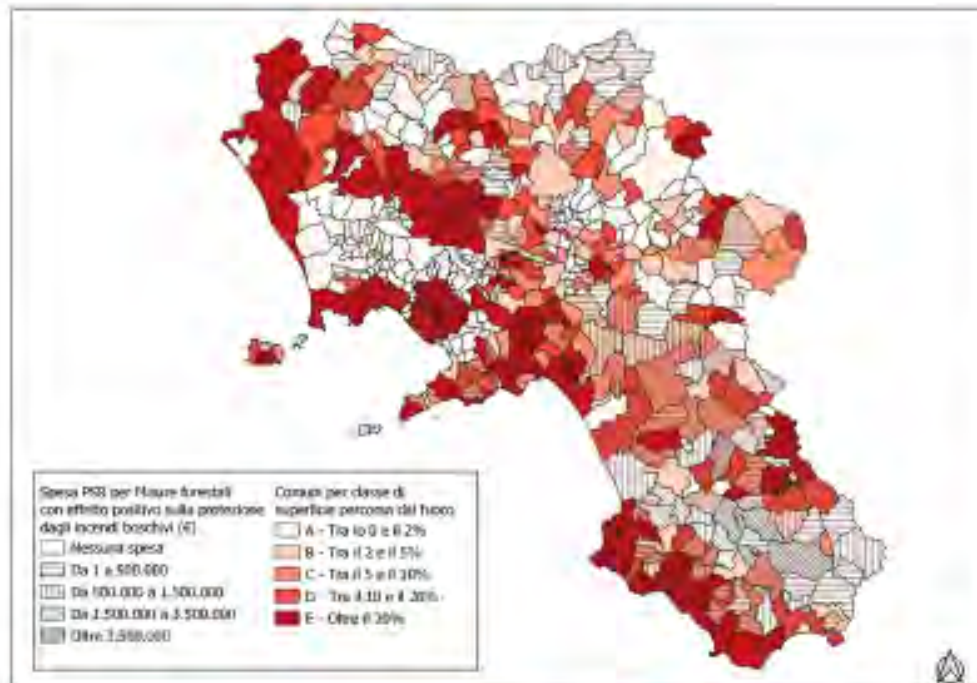 Spesa PSR per Misure forestali
con effetto positivo sulla protezione
dagli incendi boschivi (€)
Nessuna spesa
Da 1 a 500.000
Da 500.000 a 1.500.000
Da 1.500.000 a 3.500.000
Oltre 3.500.000
Comuni per classe di
superficie percorsa dal fuoco
A - Tra lo 0 e il 2%
B - Tra il 2 e il 5%
C - Tra il 5 e il 10%
D - Tra il 10 e il 20%
E - Oltre il 20%